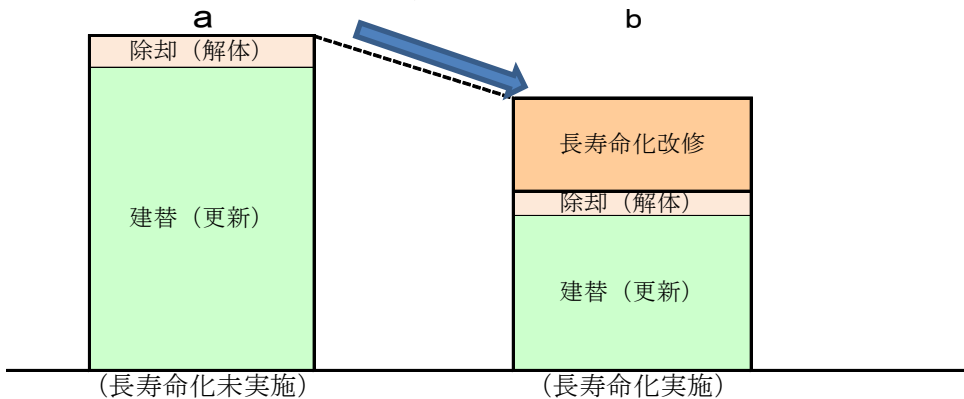 a
b
除却（解体）
建替（更新）
長寿命化改修
除却（解体）
建替（更新）
（長寿命化未実施）
（長寿命化実施）